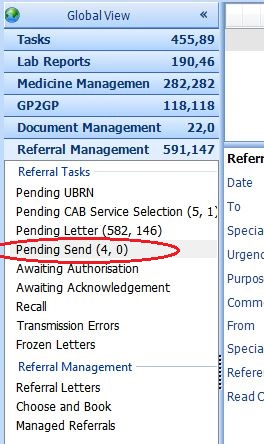 Global View «
Tasks 455,89
Lab Reports 190,46
Medicine Managemen 282,282
GP2GP 118,118
Document Management 22,0
Referral Management 591,147
Referral Tasks
Pending UBRN
Pending CAB Service Selection (5, 1)
Pending Letter (582, 146)
Pending Send (4, 0)
Awaiting Authorisation
Awaiting Acknowledgement
Recall
Transmission Errors
Frozen Letters
Referral Management
Referral Letters
Choose and Book
Managed Referrals
Referr
Date
To
Specia
Urgenc
Purpos
Comme
From
Specia
Refere
Read C